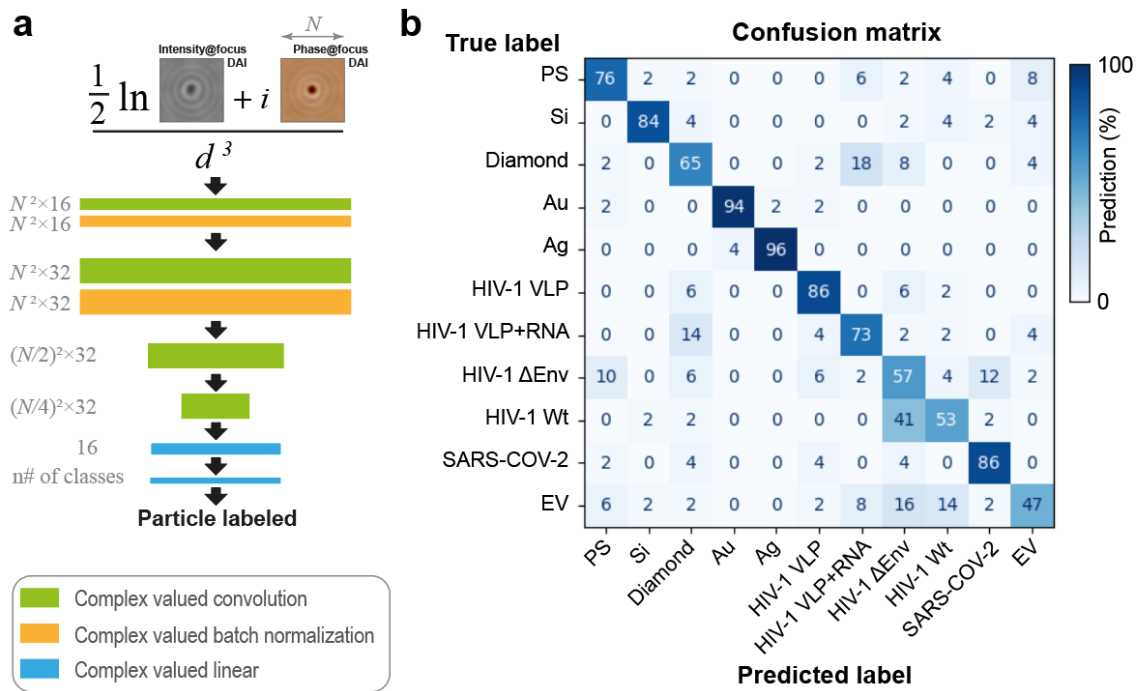 a
N
Intensity@focus
DAI
Phase@focus
DAI
1/2 ln + i
d ³
N ²×16
N ²×16
N ²×32
N ²×32
(N/2)²×32
(N/4)²×32
16
n# of classes
Particle labeled
Complex valued convolution
Complex valued batch normalization
Complex valued linear
b
True label
Confusion matrix
PS 76 2 2 0 0 0 6 2 4 0 8
Si 0 84 4 0 0 0 0 2 4 2 4
Diamond 2 0 65 0 0 2 18 8 0 0 4
Au 2 0 0 94 2 2 0 0 0 0 0
Ag 0 0 0 4 96 0 0 0 0 0 0
HIV-1 VLP 0 0 6 0 0 86 0 6 2 0 0
HIV-1 VLP+RNA 0 0 14 0 0 4 73 2 2 0 4
HIV-1 ΔEnv 10 0 6 0 0 6 2 57 4 12 2
HIV-1 Wt 0 2 2 0 0 0 0 41 53 2 0
SARS-COV-2 2 0 4 0 0 4 0 4 0 86 0
EV 6 2 2 0 0 2 8 16 14 2 47
PS
Si
Diamond
Au
Ag
HIV-1 VLP
HIV-1 VLP+RNA
HIV-1 ΔEnv
HIV-1 Wt
SARS-COV-2
EV
Predicted label
100
Prediction (%)
0